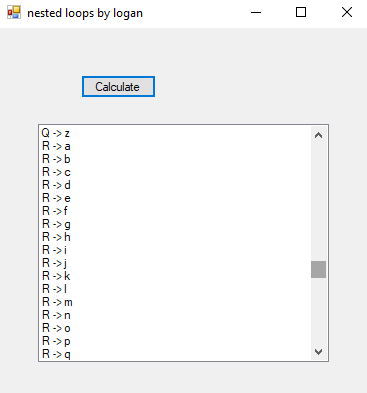 nested loops by logan
Calculate
Q -> z
R -> a
R -> b
R -> c
R -> d
R -> e
R -> f
R -> g
R -> h
R -> i
R -> j
R -> k
R -> l
R -> m
R -> n
R -> o
R -> p
R -> q